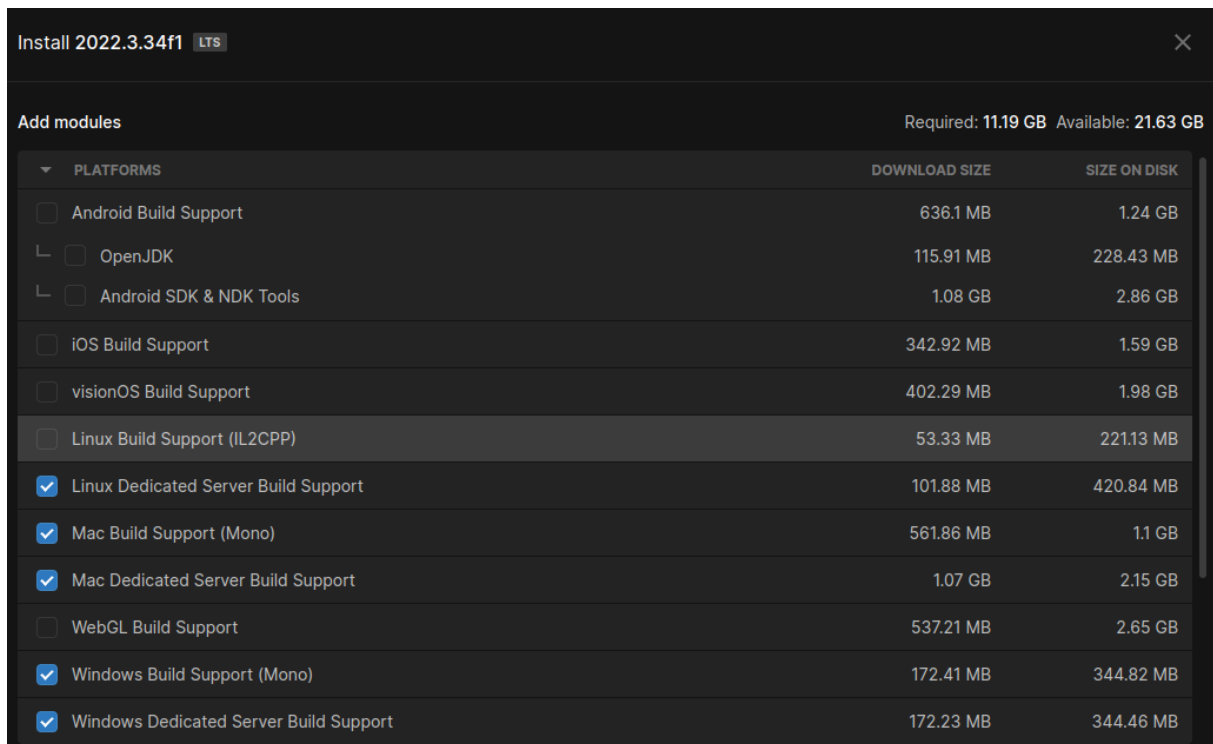 Install 2022.3.34f1 LTS
Add modules Required: 11.19 GB Available: 21.63 GB
PLATFORMS DOWNLOAD SIZE SIZE ON DISK
Android Build Support 636.1 MB 1.24 GB
OpenJDK 115.91 MB 228.43 MB
Android SDK & NDK Tools 1.08 GB 2.86 GB
iOS Build Support 342.92 MB 1.59 GB
visionOS Build Support 402.29 MB 1.98 GB
Linux Build Support (IL2CPP) 53.33 MB 221.13 MB
Linux Dedicated Server Build Support 101.88 MB 420.84 MB
Mac Build Support (Mono) 561.86 MB 1.1 GB
Mac Dedicated Server Build Support 1.07 GB 2.15 GB
WebGL Build Support 537.21 MB 2.65 GB
Windows Build Support (Mono) 172.41 MB 344.82 MB
Windows Dedicated Server Build Support 172.23 MB 344.46 MB